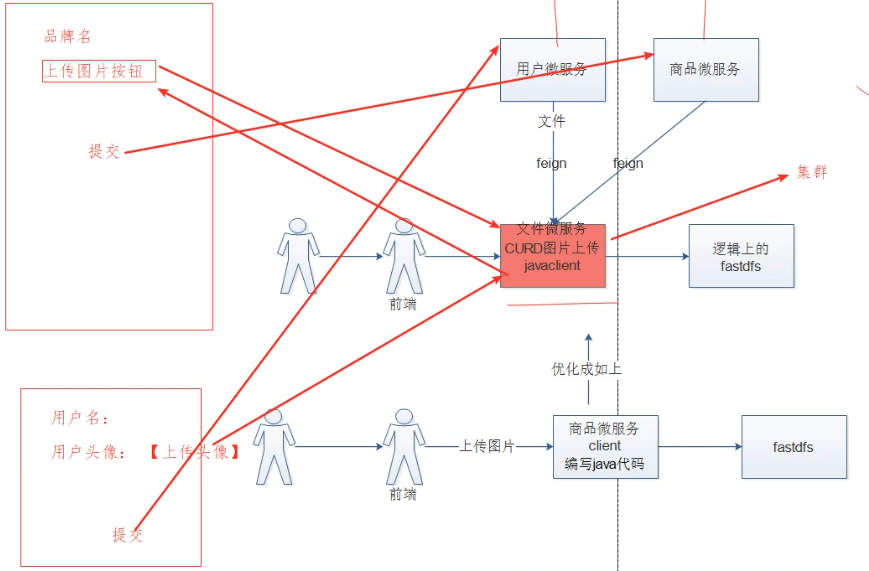 品牌名
上传图片按钮
提交
用户微服务
商品微服务
文件
feign
feign
集群
文件微服务
CURD图片上传
javaclient
逻辑上的
fastdfs
前端
优化成如上
用户名：
用户头像： 【上传头像】
提交
上传图片
商品微服务
client
编写java代码
fastdfs
前端